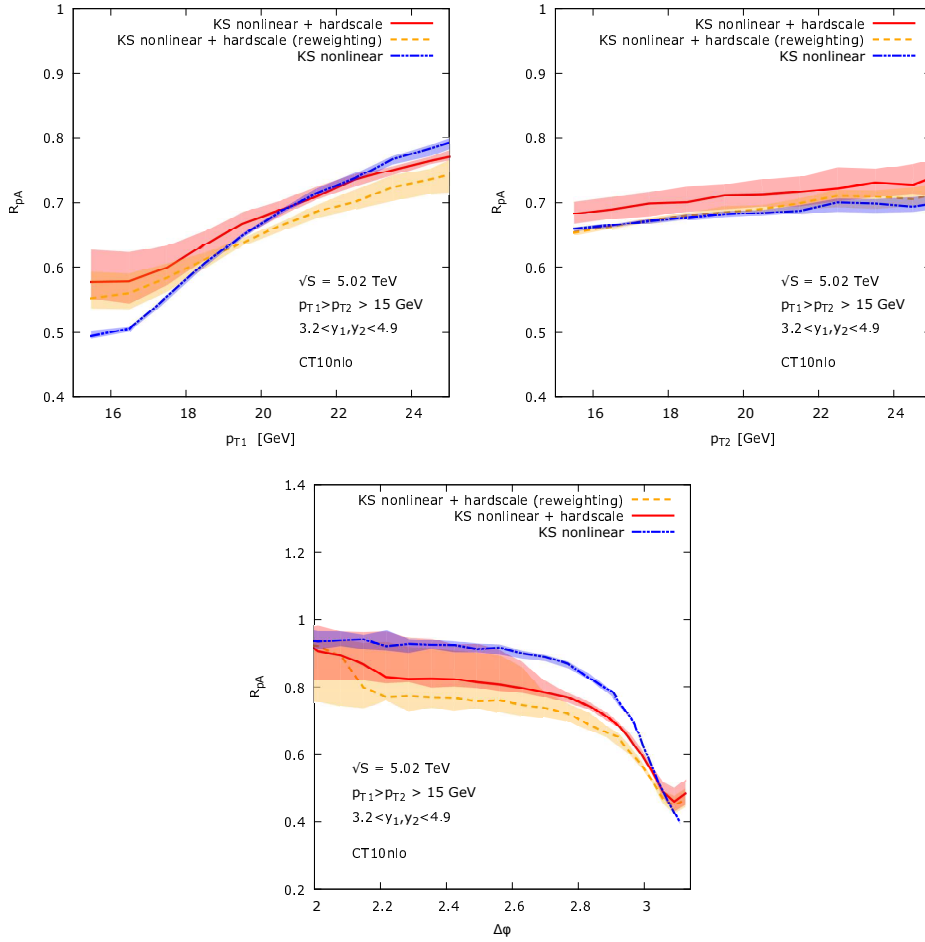 1
0.9
0.8
0.7
0.6
0.5
0.4
R_pA
KS nonlinear + hardscale
KS nonlinear + hardscale (reweighting)
KS nonlinear
√S = 5.02 TeV
p_T1>p_T2 > 15 GeV
3.2<y_1,y_2<4.9
CT10nlo
16 18 20 22 24
p_T1 [GeV]
1
0.9
0.8
0.7
0.6
0.5
0.4
R_pA
KS nonlinear + hardscale
KS nonlinear + hardscale (reweighting)
KS nonlinear
√S = 5.02 TeV
p_T1>p_T2 > 15 GeV
3.2<y_1,y_2<4.9
CT10nlo
16 18 20 22 24
p_T2 [GeV]
1.4
1.2
1
0.8
0.6
0.4
0.2
R_pA
KS nonlinear + hardscale (reweighting)
KS nonlinear + hardscale
KS nonlinear
√S = 5.02 TeV
p_T1>p_T2 > 15 GeV
3.2<y_1,y_2<4.9
CT10nlo
2 2.2 2.4 2.6 2.8 3
Δφ